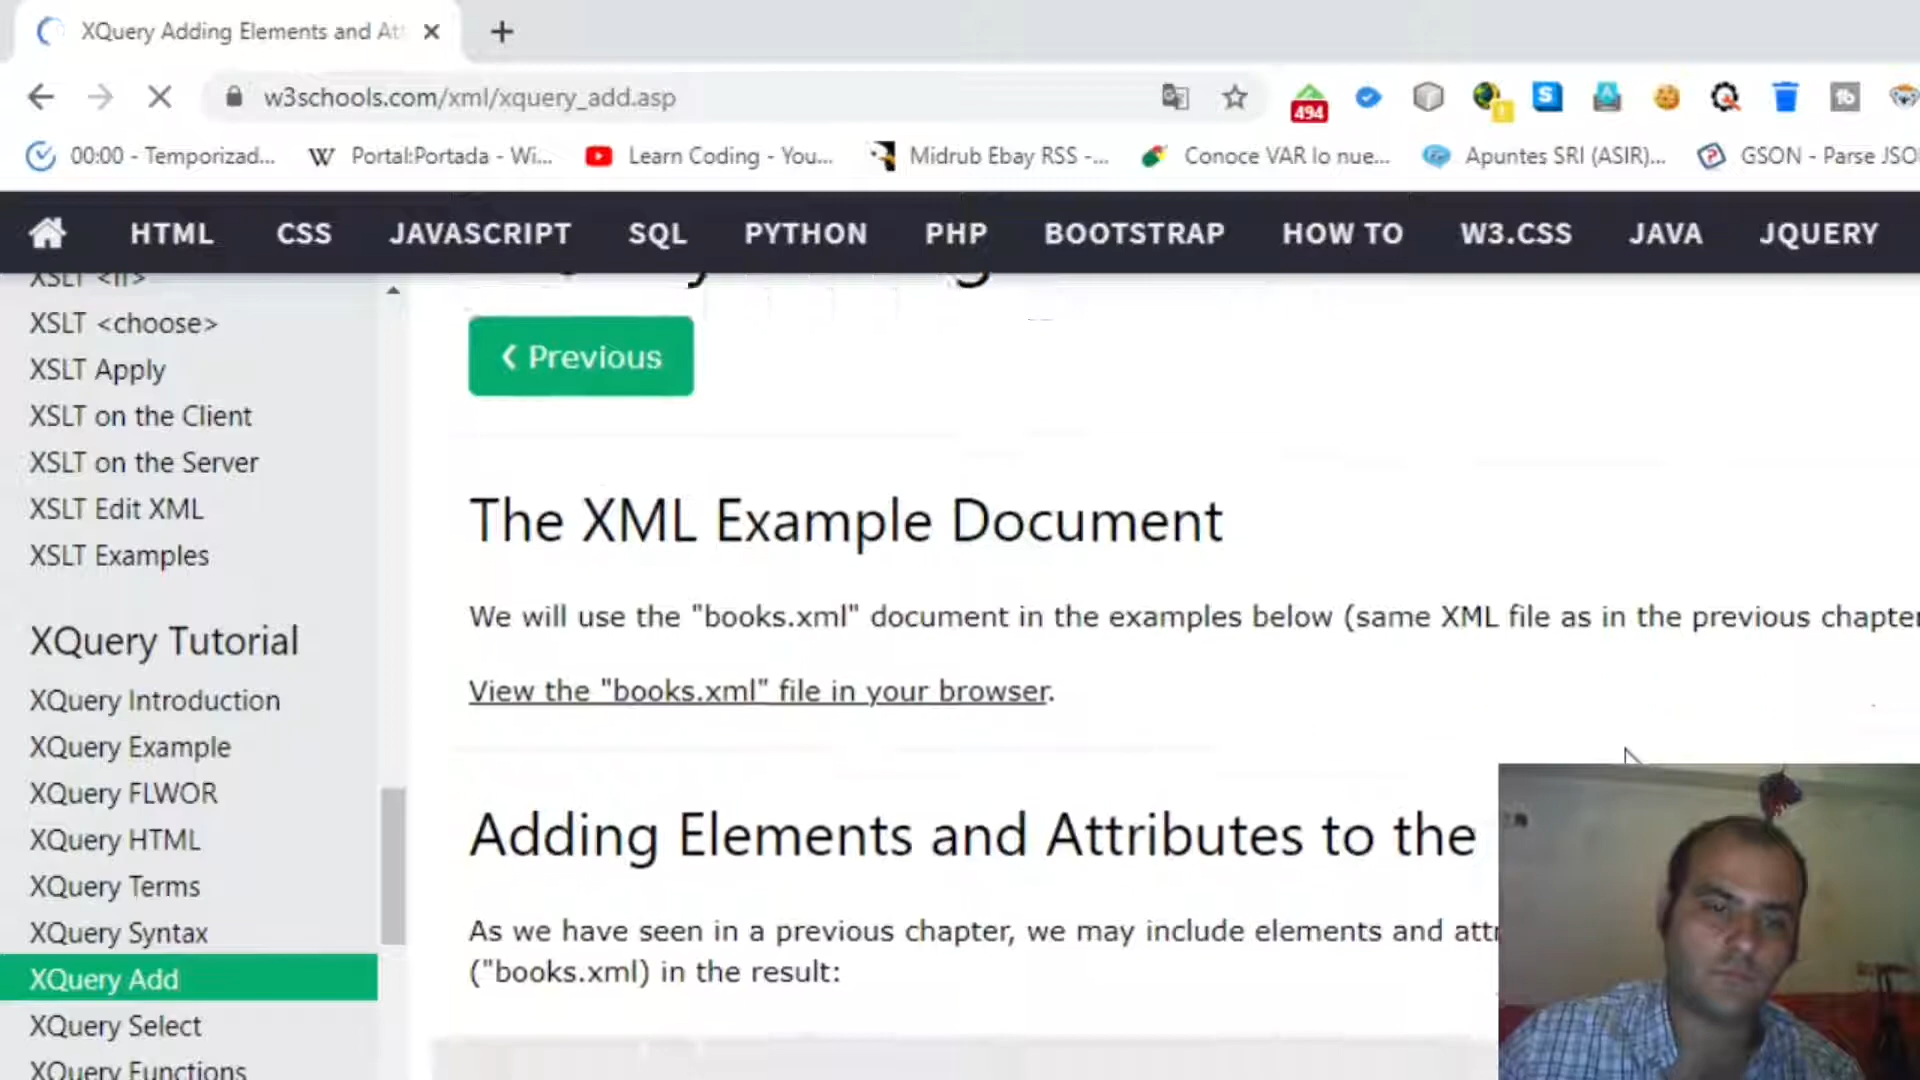 XQuery Adding Elements and Att
w3schools.com/xml/xquery_add.asp
494
00:00 - Temporizad...
Portal:Portada - Wi...
Learn Coding - You...
Midrub Ebay RSS -...
Conoce VAR lo nue...
Apuntes SRI (ASIR)...
GSON - Parse JSO
HTML
CSS
JAVASCRIPT
SQL
PYTHON
PHP
BOOTSTRAP
HOW TO
W3.CSS
JAVA
JQUERY
XSLT <if>
XSLT <choose>
XSLT Apply
XSLT on the Client
XSLT on the Server
XSLT Edit XML
XSLT Examples
XQuery Tutorial
XQuery Introduction
XQuery Example
XQuery FLWOR
XQuery HTML
XQuery Terms
XQuery Syntax
XQuery Add
XQuery Select
XQuery Functions
❮ Previous
The XML Example Document
We will use the "books.xml" document in the examples below (same XML file as in the previous chapter
View the "books.xml" file in your browser.
Adding Elements and Attributes to the
As we have seen in a previous chapter, we may include elements and attr
("books.xml) in the result: